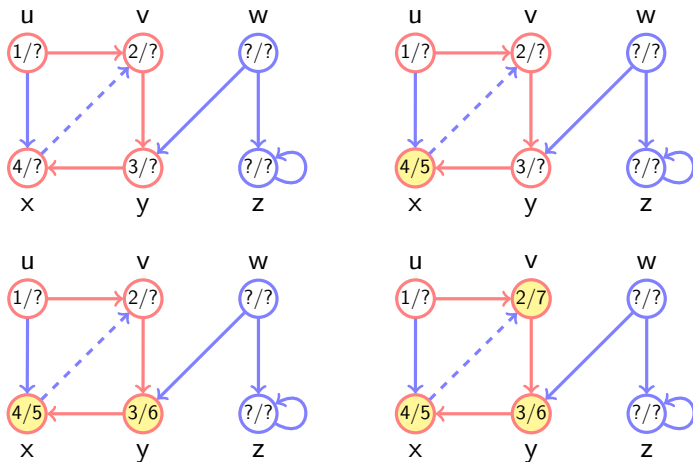 u v w
1/? 2/? ?/?
4/? 3/? ?/?
x y z
u v w
1/? 2/? ?/?
4/5 3/? ?/?
x y z
u v w
1/? 2/? ?/?
4/5 3/6 ?/?
x y z
u v w
1/? 2/7 ?/?
4/5 3/6 ?/?
x y z